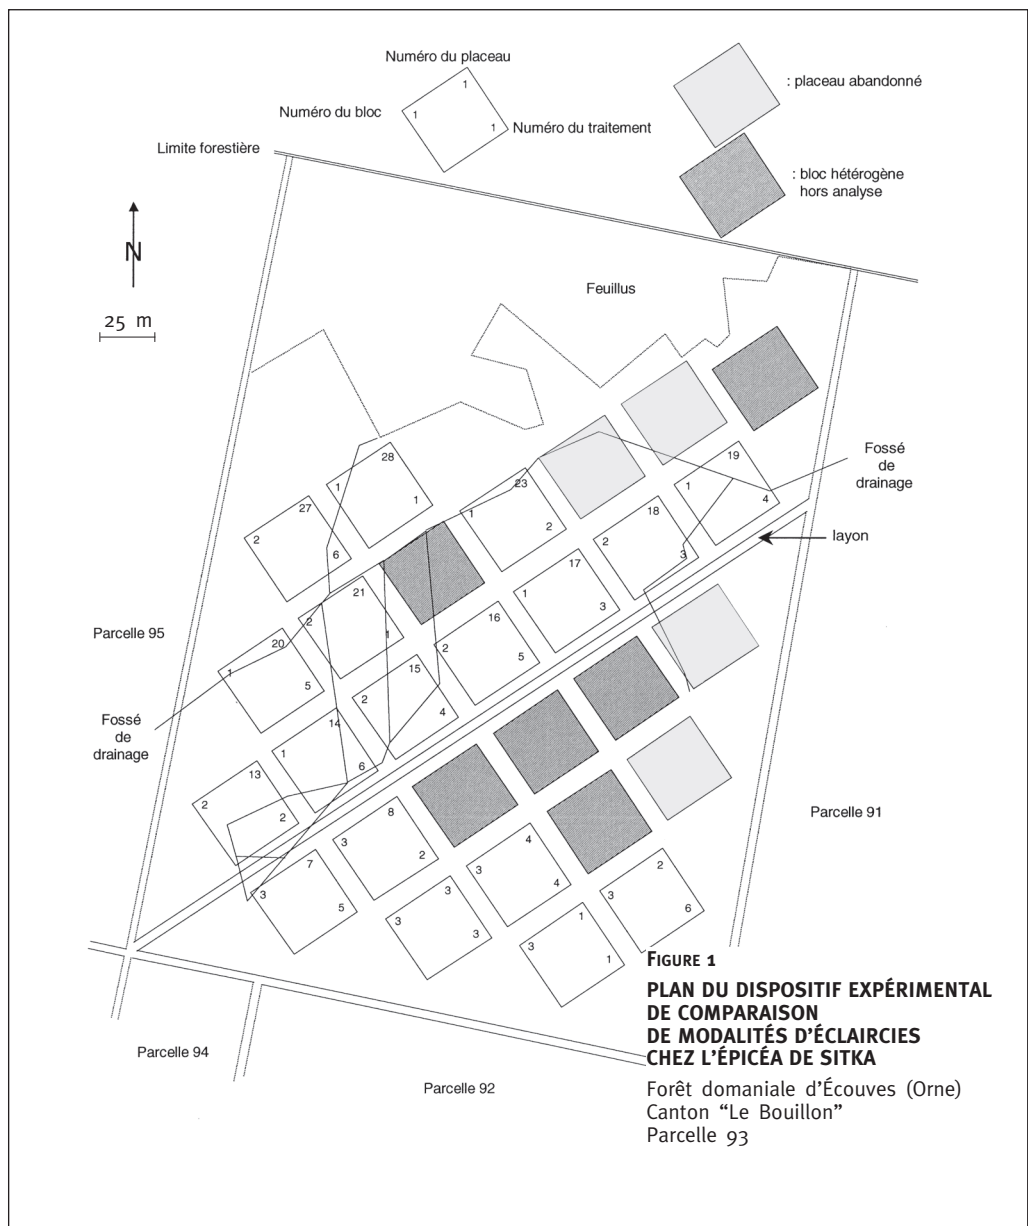 Numéro du placeau
1
1
1
Numéro du bloc
Numéro du traitement
: placeau abandonné
: bloc hétérogène
hors analyse
Limite forestière
N
25 m
Feuillus
28
1
1
27
2
6
23
1
2
19
1
4
18
2
3
Fossé
de
drainage
layon
17
1
3
21
2
1
16
2
5
20
1
5
15
2
4
Parcelle 95
Fossé
de
drainage
14
1
6
13
2
2
8
3
2
7
3
5
4
3
4
3
3
3
2
3
6
1
3
1
Parcelle 91
Parcelle 94
Parcelle 92
FIGURE 1
PLAN DU DISPOSITIF EXPÉRIMENTAL
DE COMPARAISON
DE MODALITÉS D'ÉCLAIRCIES
CHEZ L'ÉPICÉA DE SITKA
Forêt domaniale d'Écouves (Orne)
Canton “Le Bouillon”
Parcelle 93